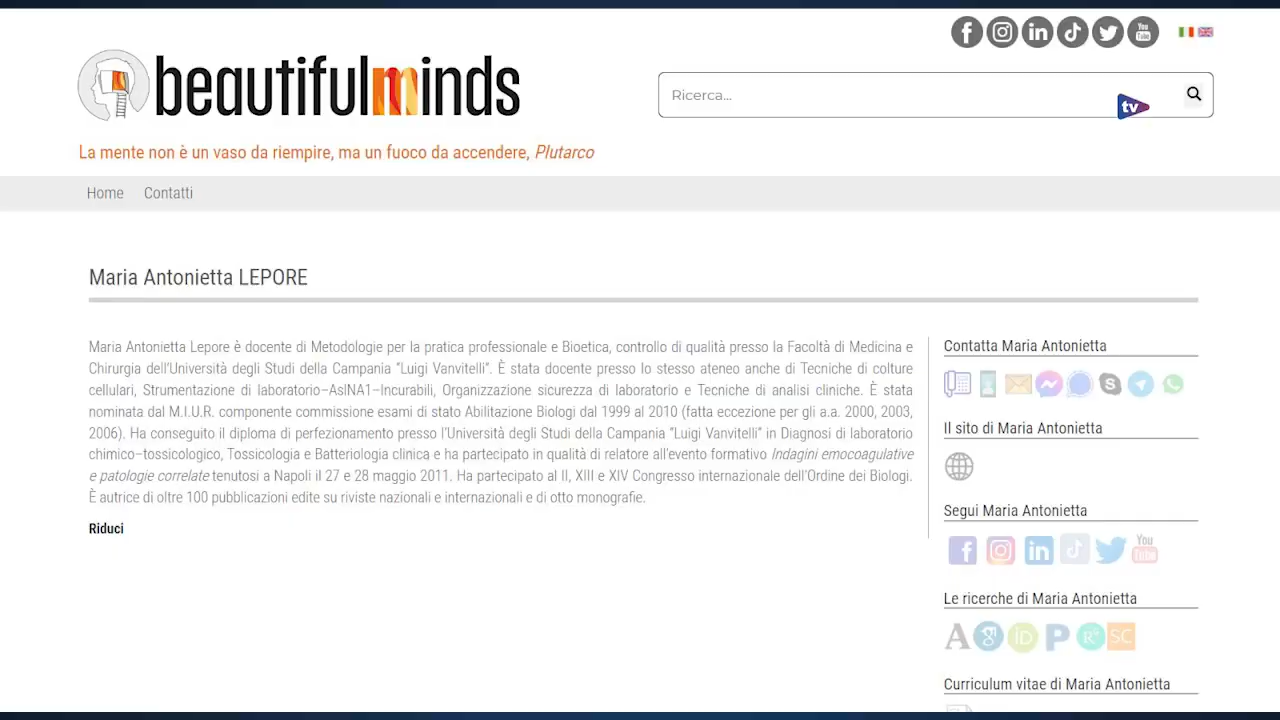 beautifulminds
Ricerca...
tv
La mente non è un vaso da riempire, ma un fuoco da accendere, Plutarco
Home Contatti
Maria Antonietta LEPORE
Maria Antonietta Lepore è docente di Metodologie per la pratica professionale e Bioetica, controllo di qualità presso la Facoltà di Medicina e
Chirurgia dell'Università degli Studi della Campania “Luigi Vanvitelli”. È stata docente presso lo stesso ateneo anche di Tecniche di colture
cellulari, Strumentazione di laboratorio–AsINA1–Incurabili, Organizzazione sicurezza di laboratorio e Tecniche di analisi cliniche. È stata
nominata dal M.I.U.R. componente commissione esami di stato Abilitazione Biologi dal 1999 al 2010 (fatta eccezione per gli a.a. 2000, 2003,
2006). Ha conseguito il diploma di perfezionamento presso l'Università degli Studi della Campania “Luigi Vanvitelli” in Diagnosi di laboratorio
chimico–tossicologico, Tossicologia e Batteriologia clinica e ha partecipato in qualità di relatore all'evento formativo Indagini emocoagulative
e patologie correlate tenutosi a Napoli il 27 e 28 maggio 2011. Ha partecipato al II, XIII e XIV Congresso internazionale dell'Ordine dei Biologi.
È autrice di oltre 100 pubblicazioni edite su riviste nazionali e internazionali e di otto monografie.
Riduci
Contatta Maria Antonietta
Il sito di Maria Antonietta
Segui Maria Antonietta
You
Tube
Le ricerche di Maria Antonietta
A g iD P R SC
Curriculum vitae di Maria Antonietta